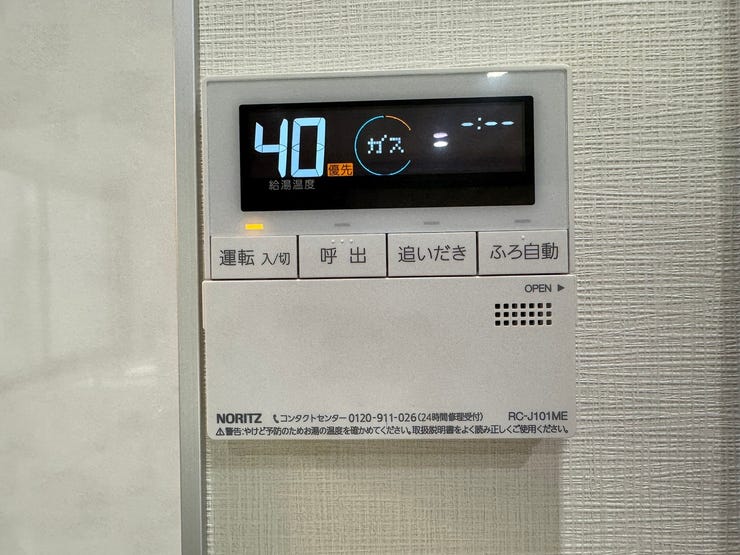 40 優先 ガス -:--
給湯温度
運転 入/切 呼出 追いだき ふろ自動
OPEN ▶
NORITZ コンタクトセンター 0120-911-026(24時間修理受付) RC-J101ME
⚠警告:やけど予防のためお湯の温度を確かめてください。取扱説明書をよく読み正しくご使用ください。